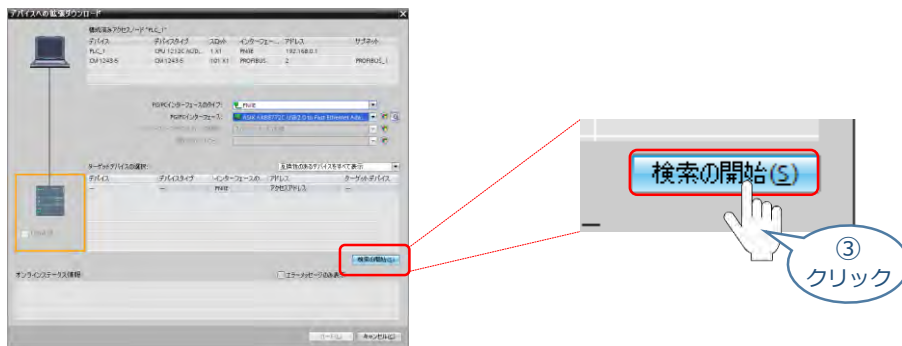 デバイスへの拡張ダウンロード
構成済みアクセスノード "PLC_1"
デバイス デバイスタイプ スロット インターフェー... アドレス サブネット
PLC_1 CPU 1212C AC/D... 1 X1 PN/IE 192.168.0.1
CM 1243-5 CM 1243-5 101 X1 PROFIBUS 2 PROFIBUS_1
PG/PCインターフェースのタイプ: PN/IE
PG/PCインターフェース: ASIX AX88772C USB2.0 to Fast Ethernet Ada...
ターゲットデバイスの選択: 互換性のあるデバイスをすべて表示
デバイス デバイスタイプ インターフェースの... アドレス ターゲットデバイス
— — PN/IE アクセスアドレス —
検索の開始(S)
オンラインステータス情報: エラーメッセージのみ表示
キャンセル(C)
検索の開始(S)
③
クリック